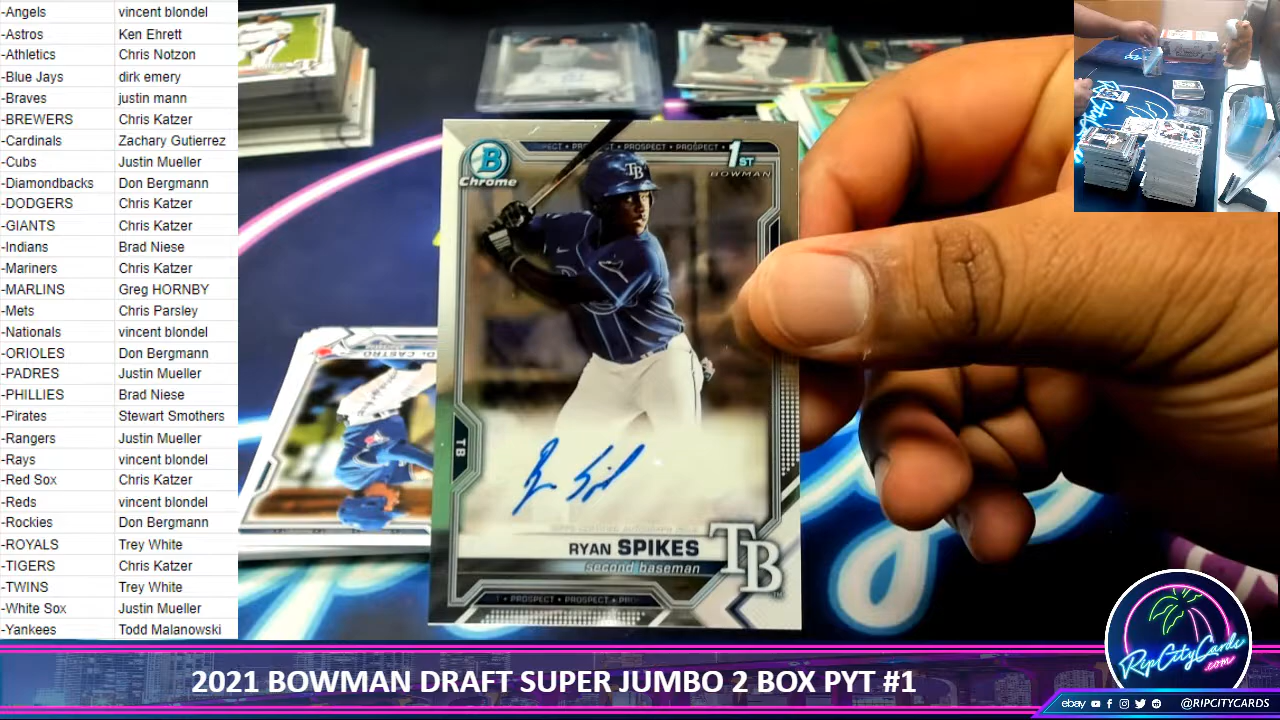 -Angels vincent blondel
-Astros Ken Ehrett
-Athletics Chris Notzon
-Blue Jays dirk emery
-Braves justin mann
-BREWERS Chris Katzer
-Cardinals Zachary Gutierrez
-Cubs Justin Mueller
-Diamondbacks Don Bergmann
-DODGERS Chris Katzer
-GIANTS Chris Katzer
-Indians Brad Niese
-Mariners Chris Katzer
-MARLINS Greg HORNBY
-Mets Chris Parsley
-Nationals vincent blondel
-ORIOLES Don Bergmann
-PADRES Justin Mueller
-PHILLIES Brad Niese
-Pirates Stewart Smothers
-Rangers Justin Mueller
-Rays vincent blondel
-Red Sox Chris Katzer
-Reds vincent blondel
-Rockies Don Bergmann
-ROYALS Trey White
-TIGERS Chris Katzer
-TWINS Trey White
-White Sox Justin Mueller
-Yankees Todd Malanowski
B
Chrome
PROSPECT • PROSPECT •
1ST
BOWMAN
TB
TB
D. CASTRO
RYAN SPIKES
second baseman
TB
• PROSPECT • PROSPECT •
RipCityCards
.com
2021 BOWMAN DRAFT SUPER JUMBO 2 BOX PYT #1
ebay @RIPCITYCARDS